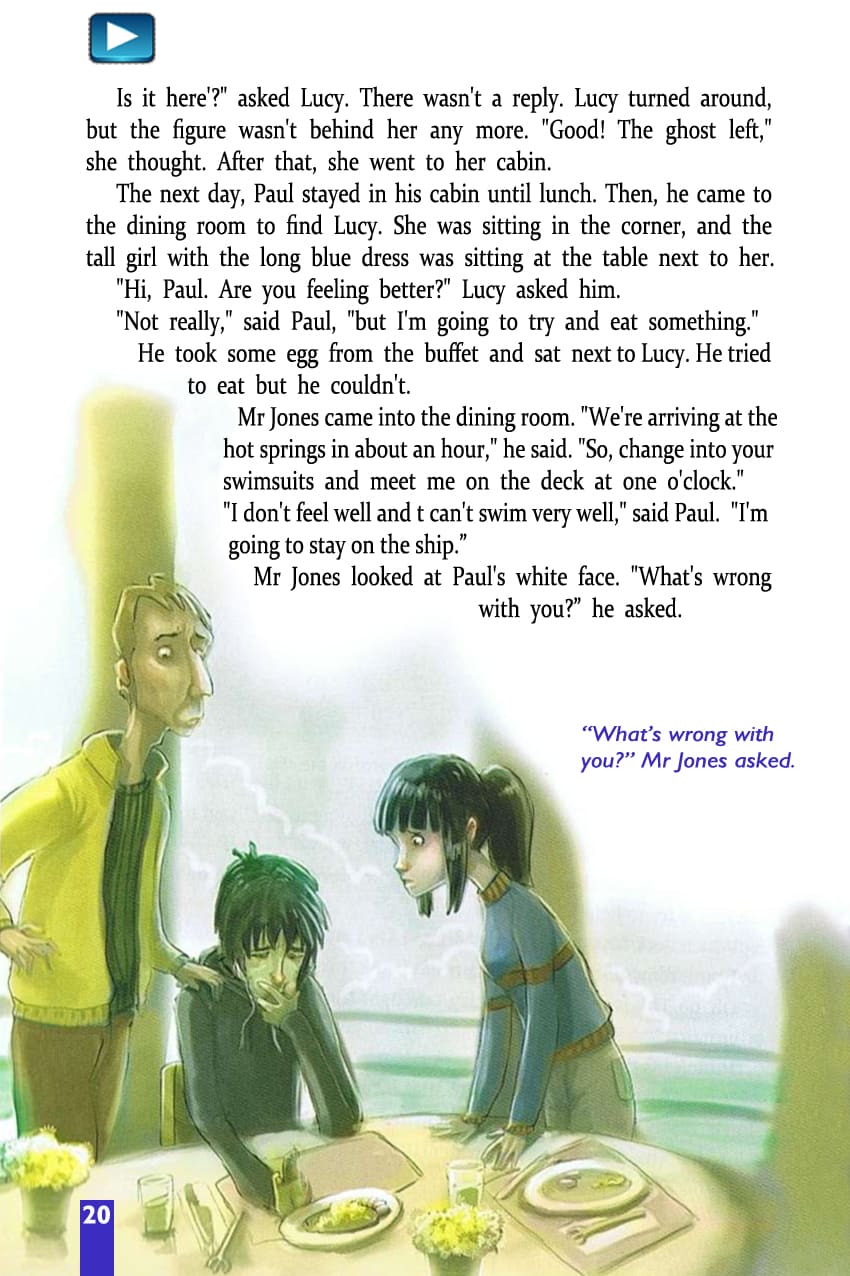 Is it here'?" asked Lucy. There wasn't a reply. Lucy turned around,
but the figure wasn't behind her any more. "Good! The ghost left,"
she thought. After that, she went to her cabin.
The next day, Paul stayed in his cabin until lunch. Then, he came to
the dining room to find Lucy. She was sitting in the corner, and the
tall girl with the long blue dress was sitting at the table next to her.
"Hi, Paul. Are you feeling better?" Lucy asked him.
"Not really," said Paul, "but I'm going to try and eat something."
He took some egg from the buffet and sat next to Lucy. He tried
to eat but he couldn't.
Mr Jones came into the dining room. "We're arriving at the
hot springs in about an hour," he said. "So, change into your
swimsuits and meet me on the deck at one o'clock."
"I don't feel well and t can't swim very well," said Paul. "I'm
going to stay on the ship.”
Mr Jones looked at Paul's white face. "What's wrong
with you?” he asked.
“What’s wrong with
you?” Mr Jones asked.
20